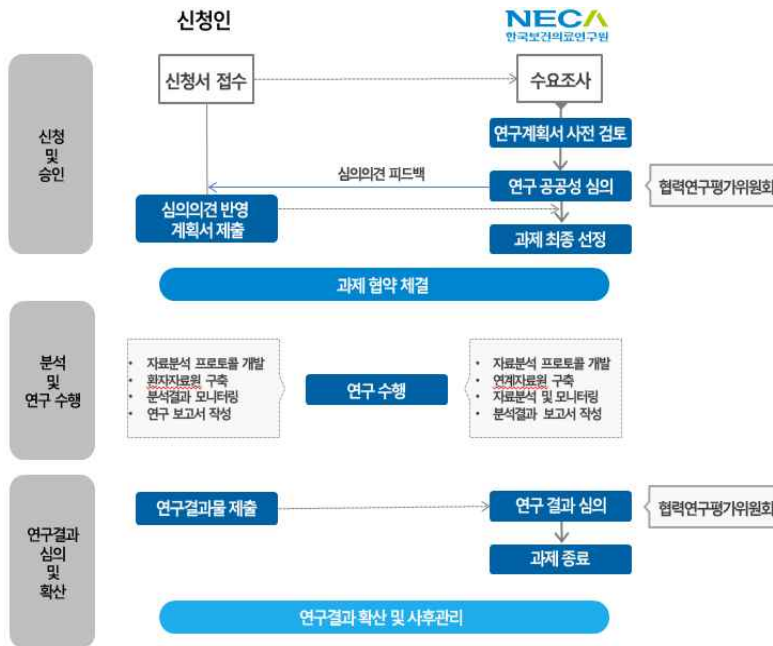 신청인
NECA
한국보건의료연구원
신청
및
승인
신청서 접수
수요조사
연구계획서 사전 검토
심의의견 피드백
연구 공공성 심의
협력연구평가위원회
심의의견 반영
계획서 제출
과제 최종 선정
과제 협약 체결
분석
및
연구 수행
• 자료분석 프로토콜 개발
• 환자자료원 구축
• 분석결과 모니터링
• 연구 보고서 작성
연구 수행
• 자료분석 프로토콜 개발
• 연계자료원 구축
• 자료분석 및 모니터링
• 분석결과 보고서 작성
연구결과
심의
및
확산
연구결과물 제출
연구 결과 심의
협력연구평가위원회
과제 종료
연구결과 확산 및 사후관리